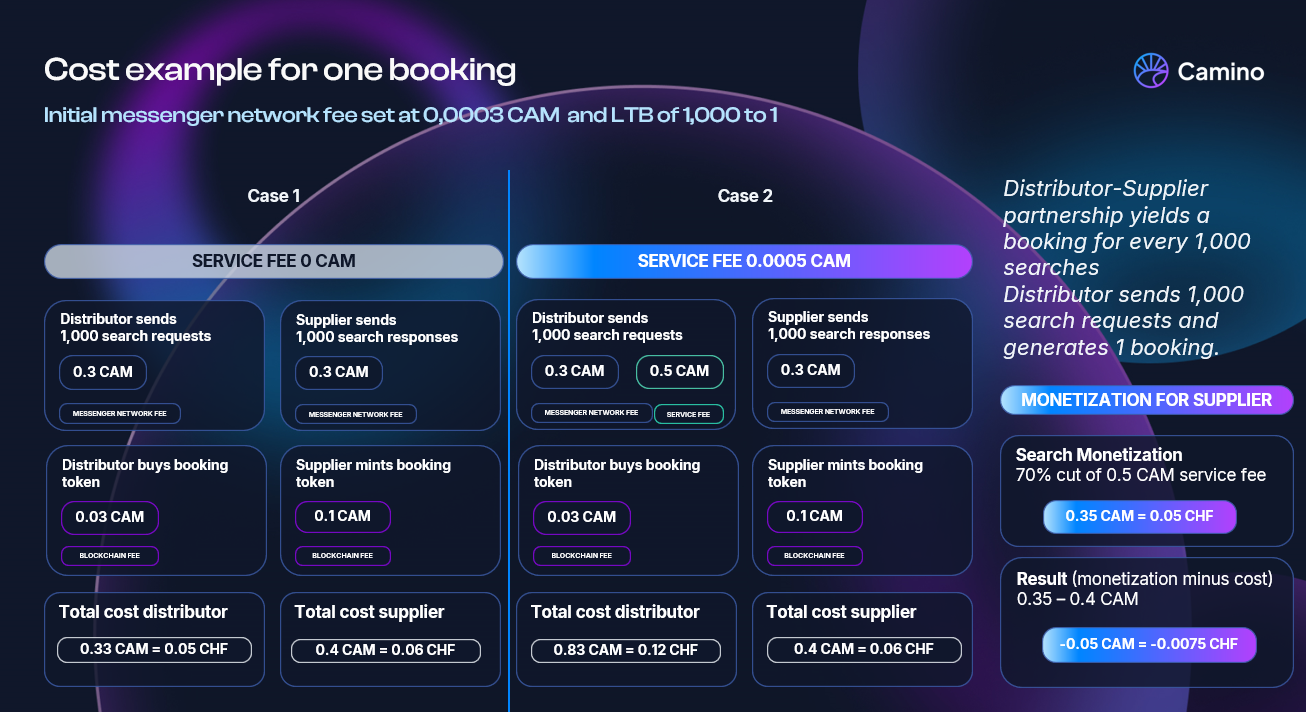 Cost example for one booking
Camino
Initial messenger network fee set at 0,0003 CAM and LTB of 1,000 to 1
Case 1
SERVICE FEE 0 CAM
Distributor sends
1,000 search requests
0.3 CAM
MESSENGER NETWORK FEE
Supplier sends
1,000 search responses
0.3 CAM
MESSENGER NETWORK FEE
Distributor buys booking
token
0.03 CAM
BLOCKCHAIN FEE
Supplier mints booking
token
0.1 CAM
BLOCKCHAIN FEE
Total cost distributor
0.33 CAM = 0.05 CHF
Total cost supplier
0.4 CAM = 0.06 CHF
Case 2
SERVICE FEE 0.0005 CAM
Distributor sends
1,000 search requests
0.3 CAM
0.5 CAM
MESSENGER NETWORK FEE
SERVICE FEE
Supplier sends
1,000 search responses
0.3 CAM
MESSENGER NETWORK FEE
Distributor buys booking
token
0.03 CAM
BLOCKCHAIN FEE
Supplier mints booking
token
0.1 CAM
BLOCKCHAIN FEE
Total cost distributor
0.83 CAM = 0.12 CHF
Total cost supplier
0.4 CAM = 0.06 CHF
Distributor-Supplier
partnership yields a
booking for every 1,000
searches
Distributor sends 1,000
search requests and
generates 1 booking.
MONETIZATION FOR SUPPLIER
Search Monetization
70% cut of 0.5 CAM service fee
0.35 CAM = 0.05 CHF
Result (monetization minus cost)
0.35 – 0.4 CAM
-0.05 CAM = -0.0075 CHF